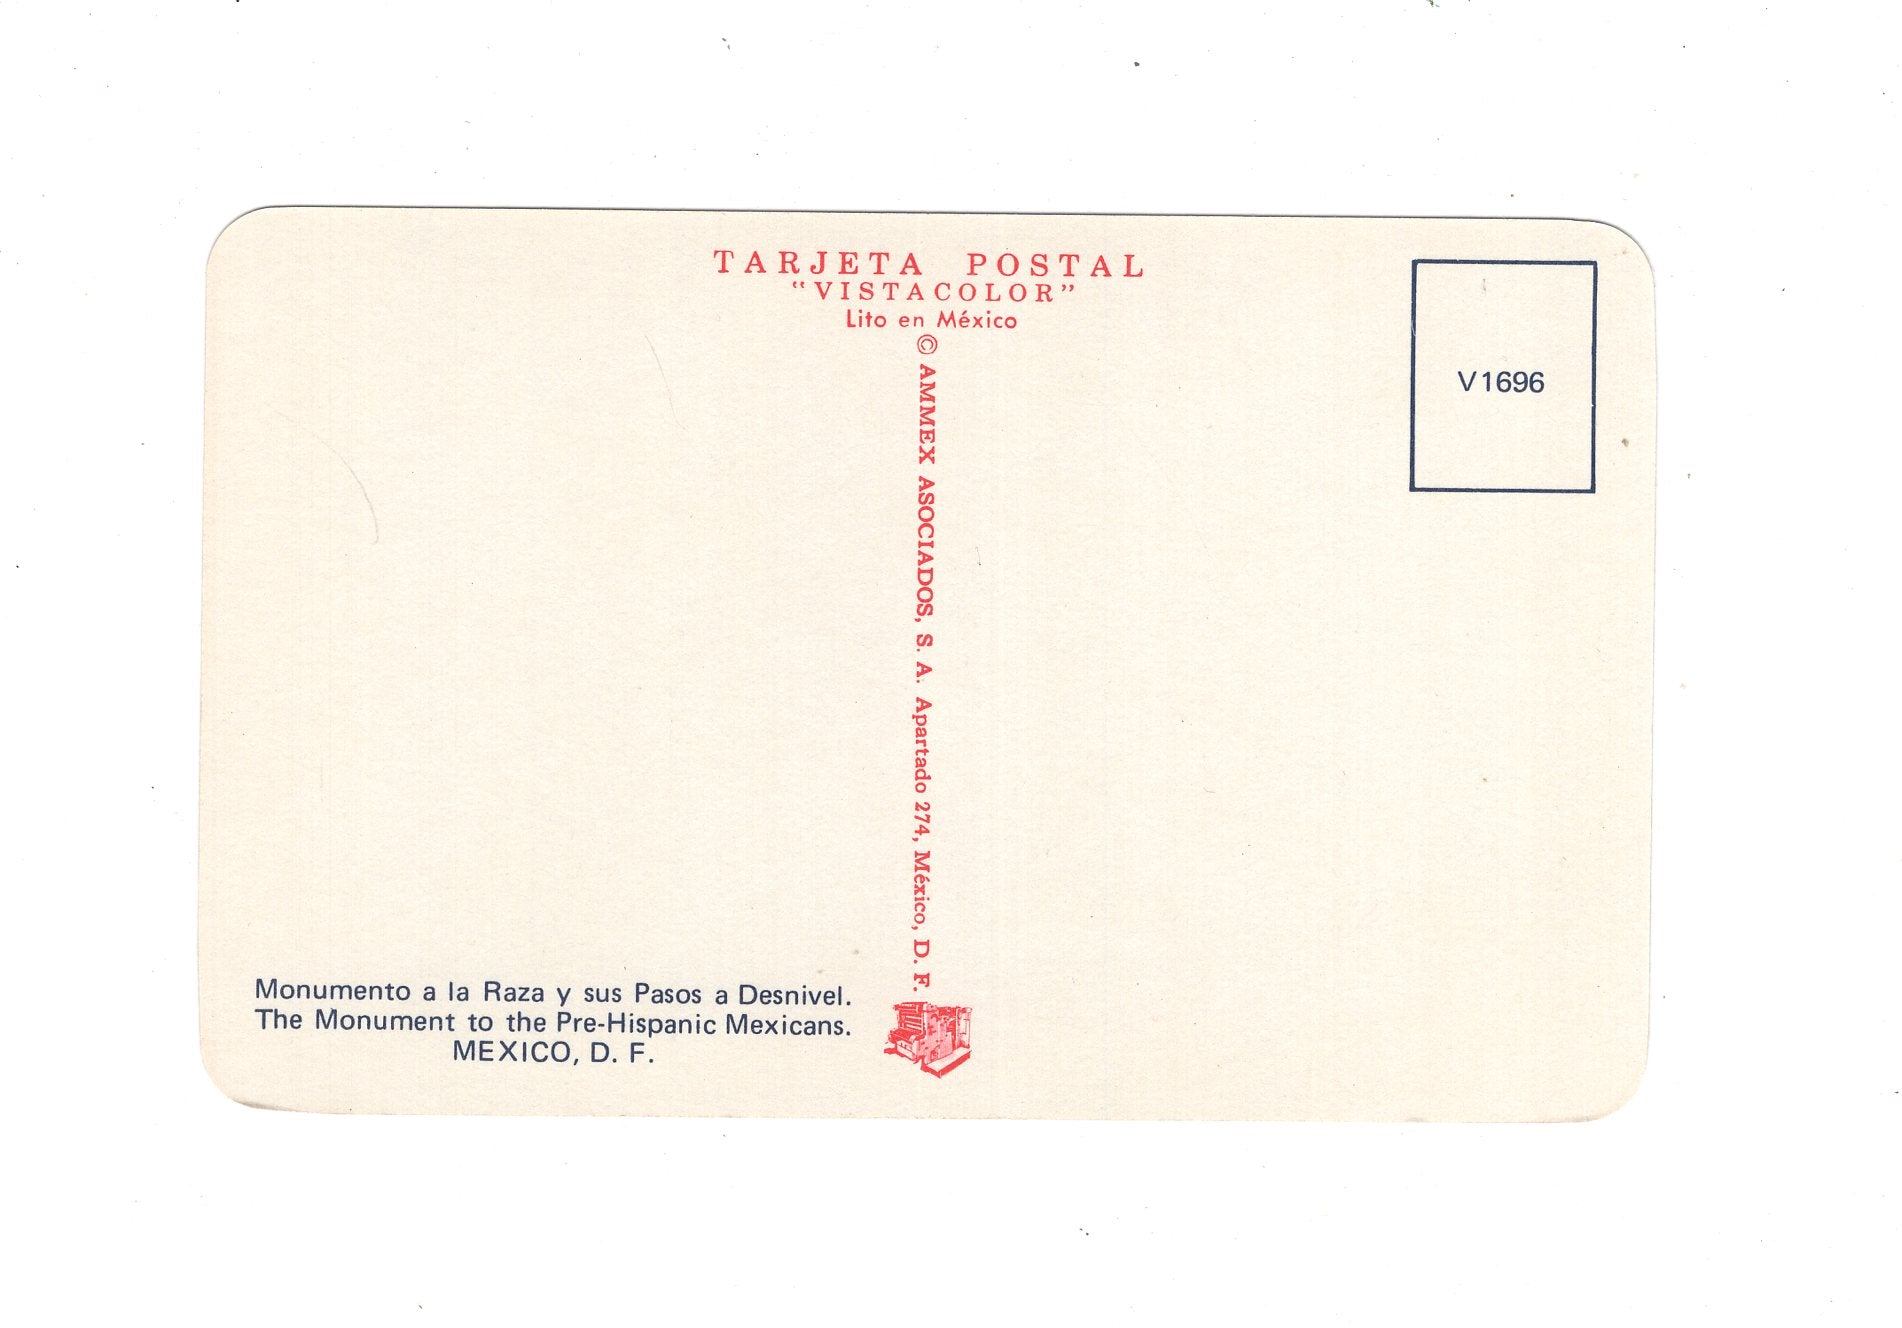 TARJETA POSTAL
“VISTACOLOR”
Lito en México
© AMMEX ASOCIADOS, S. A. Apartado 274, México, D. F.
V1696
Monumento a la Raza y sus Pasos a Desnivel.
The Monument to the Pre-Hispanic Mexicans.
MEXICO, D. F.